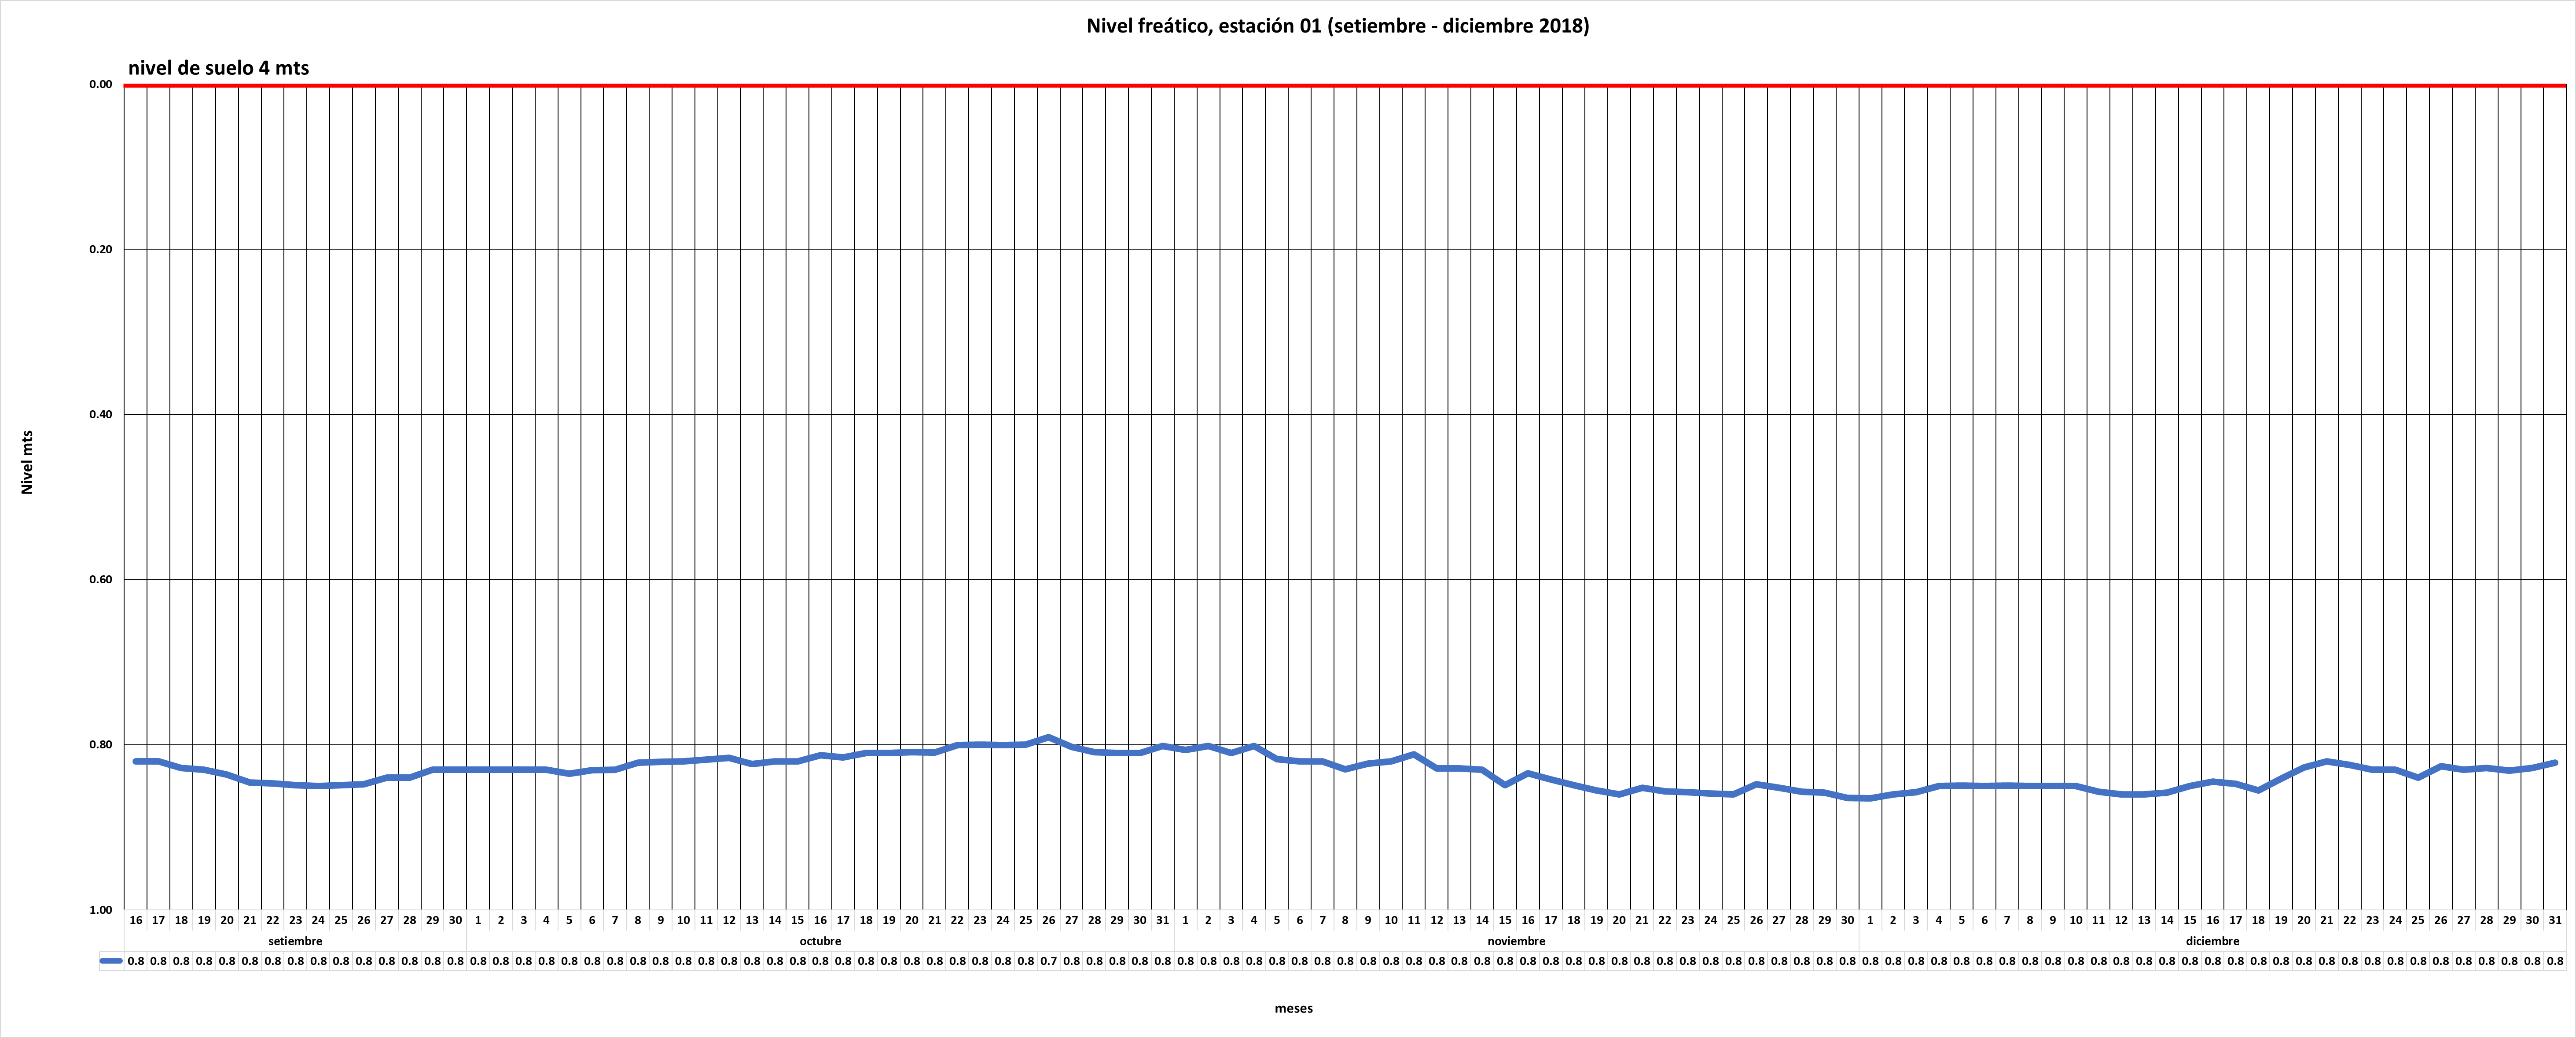 Nivel freático, estación 01 (setiembre - diciembre 2018)
nivel de suelo 4 mts
0.00
0.20
0.40
Nivel mts
0.60
0.80
1.00
16 17 18 19 20 21 22 23 24 25 26 27 28 29 30 1 2 3 4 5 6 7 8 9 10 11 12 13 14 15 16 17 18 19 20 21 22 23 24 25 26 27 28 29 30 31 1 2 3 4 5 6 7 8 9 10 11 12 13 14 15 16 17 18 19 20 21 22 23 24 25 26 27 28 29 30 1 2 3 4 5 6 7 8 9 10 11 12 13 14 15 16 17 18 19 20 21 22 23 24 25 26 27 28 29 30 31
setiembre octubre noviembre diciembre
0.8 0.8 0.8 0.8 0.8 0.8 0.8 0.8 0.8 0.8 0.8 0.8 0.8 0.8 0.8 0.8 0.8 0.8 0.8 0.8 0.8 0.8 0.8 0.8 0.8 0.8 0.8 0.8 0.8 0.8 0.8 0.8 0.8 0.8 0.8 0.8 0.8 0.8 0.8 0.8 0.7 0.8 0.8 0.8 0.8 0.8 0.8 0.8 0.8 0.8 0.8 0.8 0.8 0.8 0.8 0.8 0.8 0.8 0.8 0.8 0.8 0.8 0.8 0.8 0.8 0.8 0.8 0.8 0.8 0.8 0.8 0.8 0.8 0.8 0.8 0.8 0.8 0.8 0.8 0.8 0.8 0.8 0.8 0.8 0.8 0.8 0.8 0.8 0.8 0.8 0.8 0.8 0.8 0.8 0.8 0.8 0.8 0.8 0.8 0.8 0.8 0.8 0.8 0.8 0.8 0.8 0.8
meses